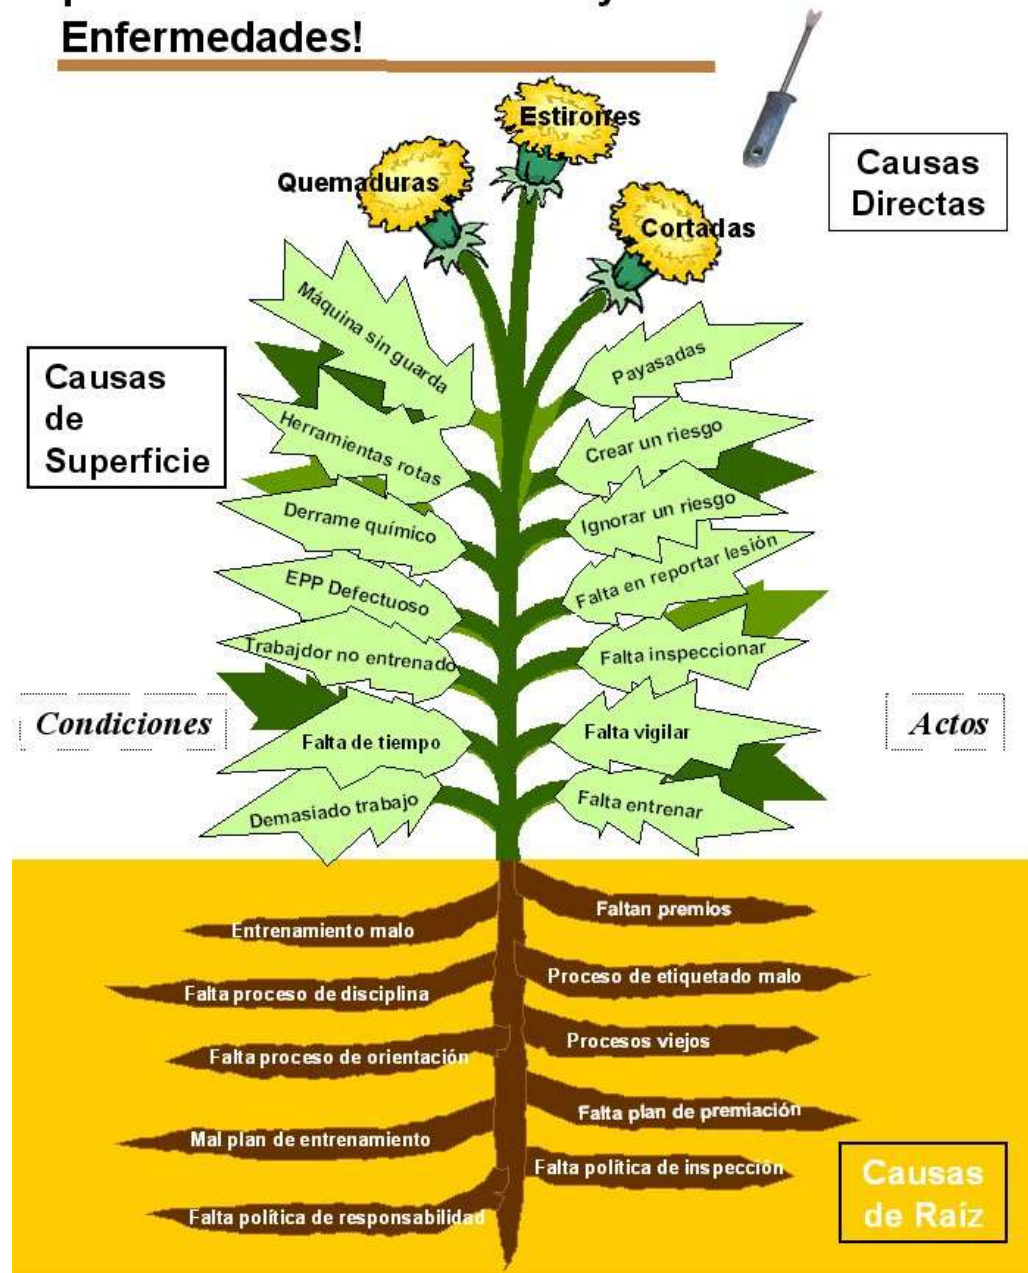 Enfermedades!
Estirones
Causas
Directas
Quemaduras
Cortadas
Máquina sin guarda
Payasadas
Causas
de
Superficie
Herramientas rotas
Crear un riesgo
Derrame químico
Ignorar un riesgo
EPP Defectuoso
Falta en reportar lesión
Trabajdor no entrenado
Falta inspeccionar
Condiciones
Actos
Falta de tiempo
Falta vigilar
Demasiado trabajo
Falta entrenar
Entrenamiento malo
Faltan premios
Falta proceso de disciplina
Proceso de etiquetado malo
Falta proceso de orientación
Procesos viejos
Mal plan de entrenamiento
Falta plan de premiación
Falta política de inspección
Falta política de responsabilidad
Causas
de Raíz